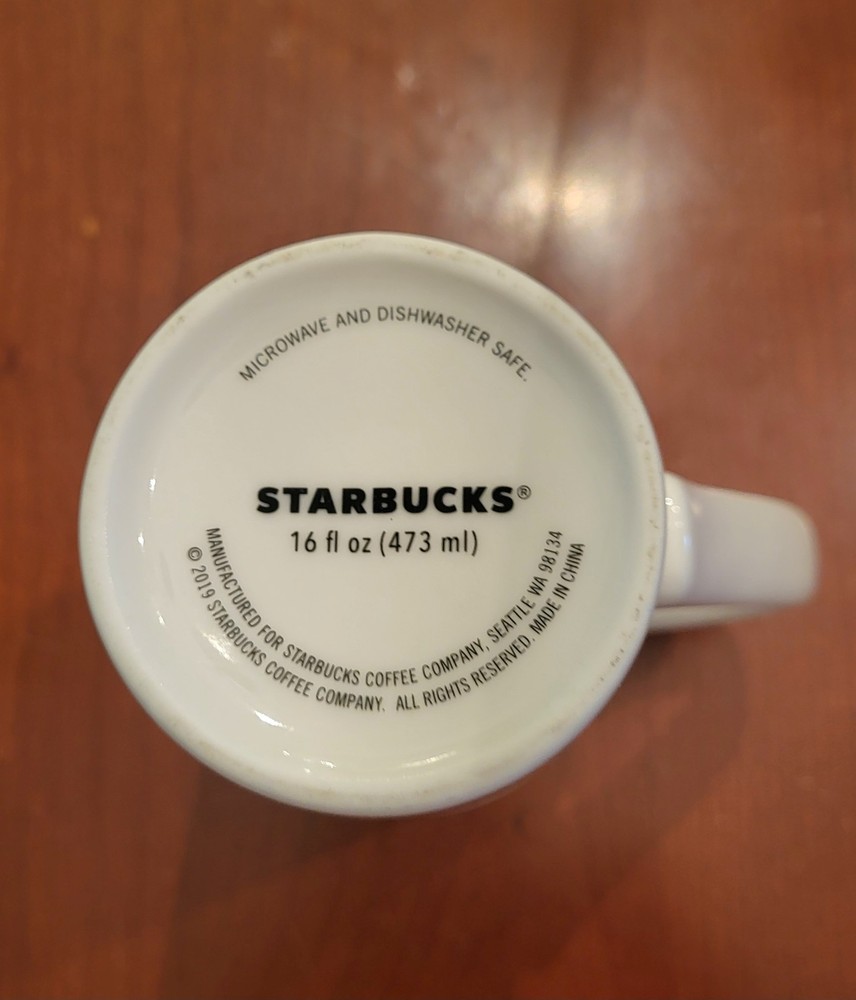 MICROWAVE AND DISHWASHER SAFE.
STARBUCKS®
16 fl oz (473 ml)
MANUFACTURED FOR STARBUCKS COFFEE COMPANY, SEATTLE WA 98134
© 2019 STARBUCKS COFFEE COMPANY. ALL RIGHTS RESERVED. MADE IN CHINA